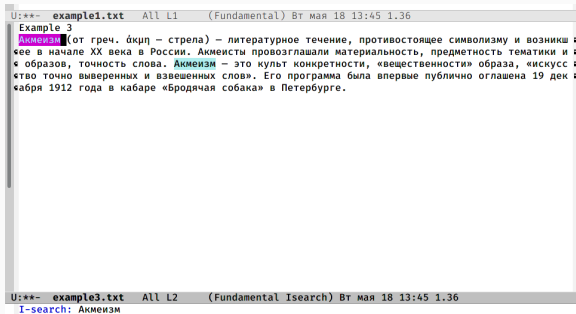 U:**-  example1.txt   All L1     (Fundamental) Вт мая 18 13:45 1.36
Example 3
Акмеизм (от греч. άκμη — стрела) — литературное течение, противостоящее символизму и возникш
ее в начале XX века в России. Акмеисты провозглашали материальность, предметность тематики и
 образов, точность слова. Акмеизм — это культ конкретности, «вещественности» образа, «искусс
тво точно выверенных и взвешенных слов». Его программа была впервые публично оглашена 19 дек
абря 1912 года в кабаре «Бродячая собака» в Петербурге.
U:**-  example3.txt   All L2     (Fundamental Isearch) Вт мая 18 13:45 1.36
I-search: Акмеизм